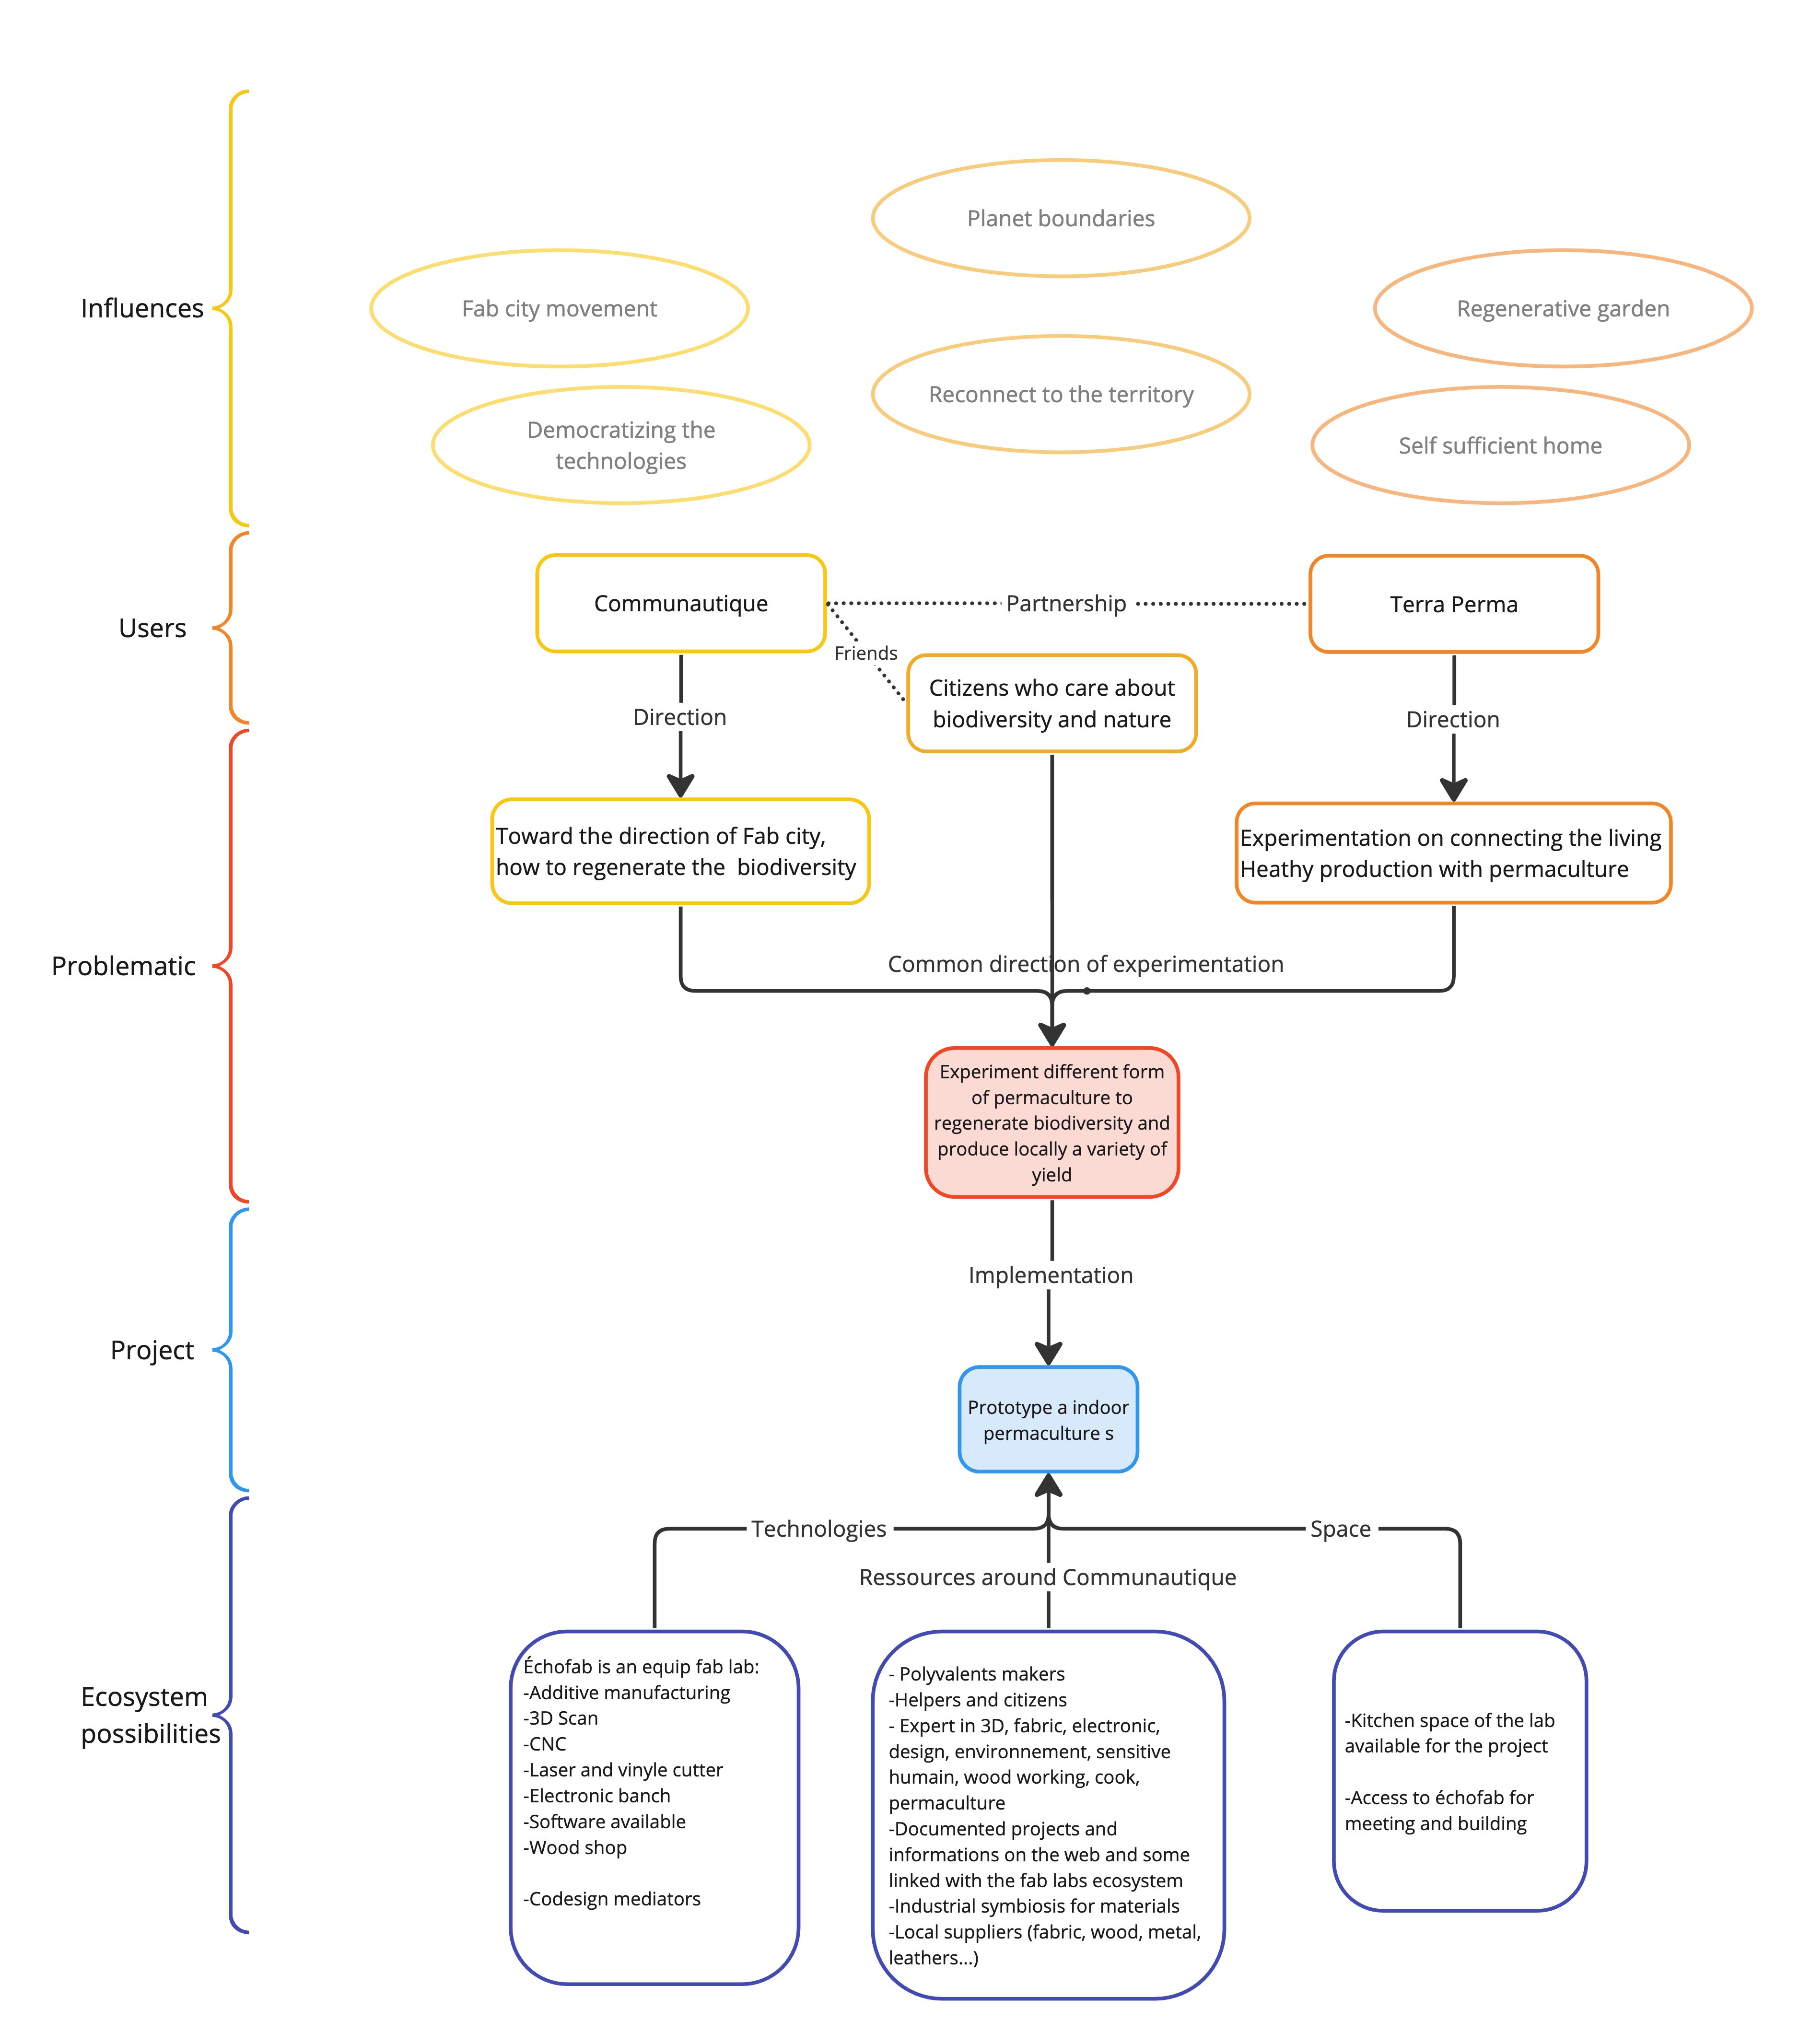 Influences
Planet boundaries
Fab city movement
Regenerative garden
Reconnect to the territory
Democratizing the
technologies
Self sufficient home
Users
Communautique
Partnership
Terra Perma
Friends
Citizens who care about
biodiversity and nature
Direction
Direction
Problematic
Toward the direction of Fab city,
how to regenerate the  biodiversity
Experimentation on connecting the living
Heathy production with permaculture
Common direction of experimentation
Experiment different form
of permaculture to
regenerate biodiversity and
produce locally a variety of
yield
Project
Implementation
Prototype a indoor
permaculture s
Ecosystem
possibilities
Technologies
Space
Ressources around Communautique
Échofab is an equip fab lab:
-Additive manufacturing
-3D Scan
-CNC
-Laser and vinyle cutter
-Electronic banch
-Software available
-Wood shop
-Codesign mediators
- Polyvalents makers
-Helpers and citizens
- Expert in 3D, fabric, electronic,
design, environnement, sensitive
humain, wood working, cook,
permaculture
-Documented projects and
informations on the web and some
linked with the fab labs ecosystem
-Industrial symbiosis for materials
-Local suppliers (fabric, wood, metal,
leathers...)
-Kitchen space of the lab
available for the project
-Access to échofab for
meeting and building